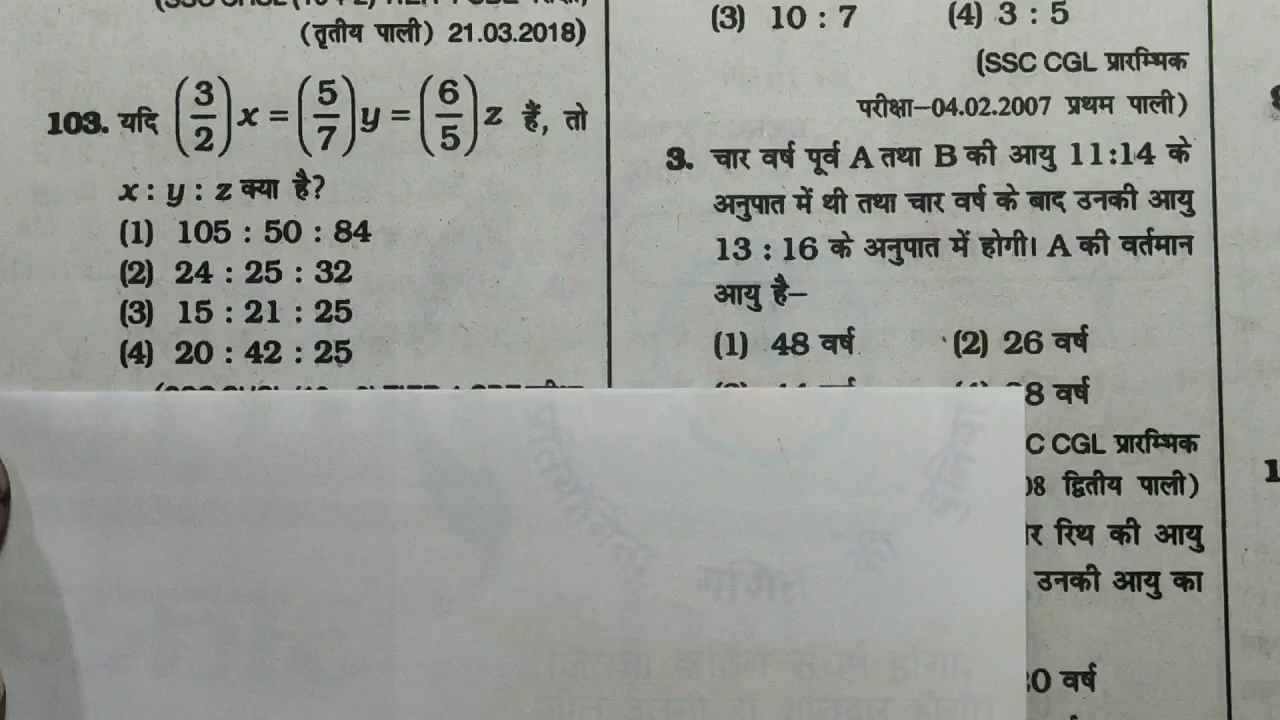 (तृतीय पाली) 21.03.2018)
103. यदि (3/2)x = (5/7)y = (6/5)z हैं, तो
x : y : z क्या है?
(1) 105 : 50 : 84
(2) 24 : 25 : 32
(3) 15 : 21 : 25
(4) 20 : 42 : 25
(3) 10 : 7 (4) 3 : 5
(SSC CGL प्रारम्भिक
परीक्षा–04.02.2007 प्रथम पाली)
3. चार वर्ष पूर्व A तथा B की आयु 11:14 के
अनुपात में थी तथा चार वर्ष के बाद उनकी आयु
13 : 16 के अनुपात में होगी। A की वर्तमान
आयु है–
(1) 48 वर्ष (2) 26 वर्ष
8 वर्ष
C CGL प्रारम्भिक
08 द्वितीय पाली)
र रिथ की आयु
उनकी आयु का
0 वर्ष